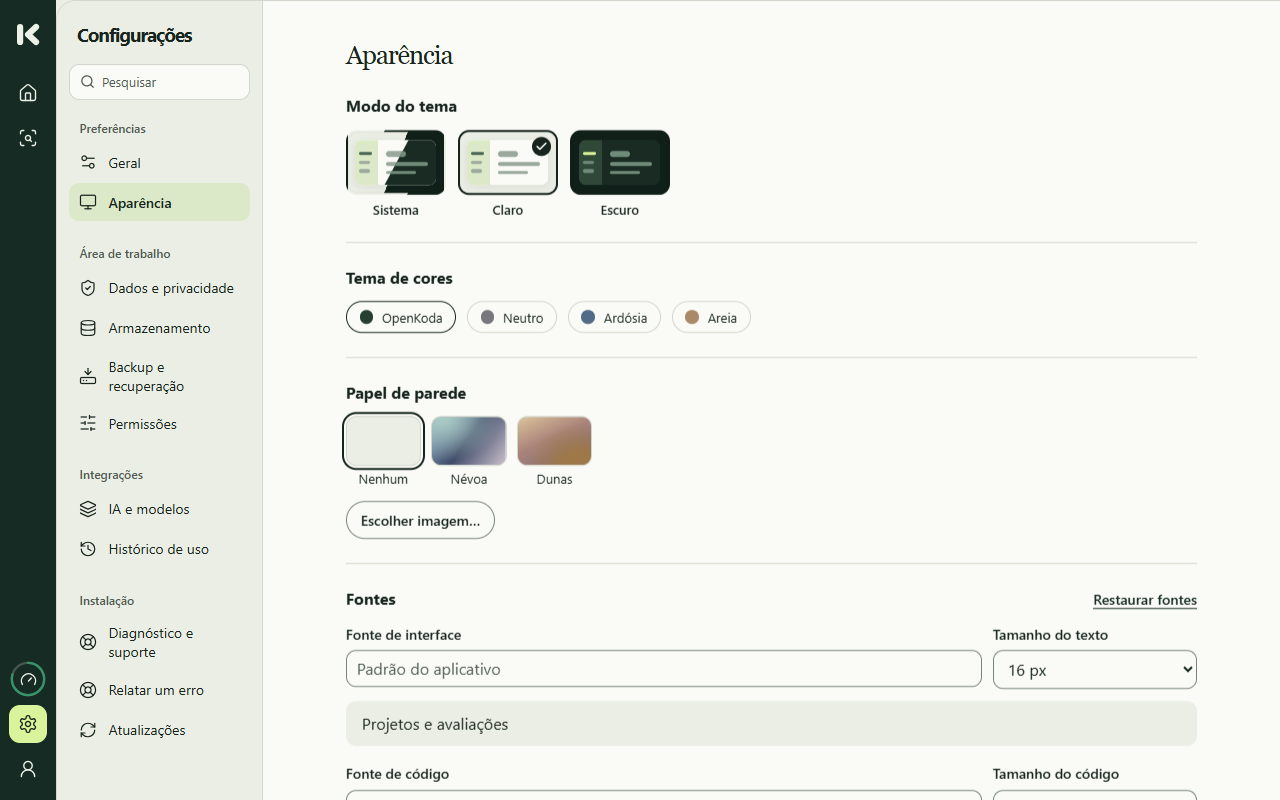 Configurações
Pesquisar
Preferências
Geral
Aparência
Área de trabalho
Dados e privacidade
Armazenamento
Backup e
recuperação
Permissões
Integrações
IA e modelos
Histórico de uso
Instalação
Diagnóstico e
suporte
Relatar um erro
Atualizações
Aparência
Modo do tema
Sistema
Claro
Escuro
Tema de cores
OpenKoda
Neutro
Ardósia
Areia
Papel de parede
Nenhum
Névoa
Dunas
Escolher imagem...
Fontes
Restaurar fontes
Fonte de interface
Tamanho do texto
Padrão do aplicativo
16 px
Projetos e avaliações
Fonte de código
Tamanho do código